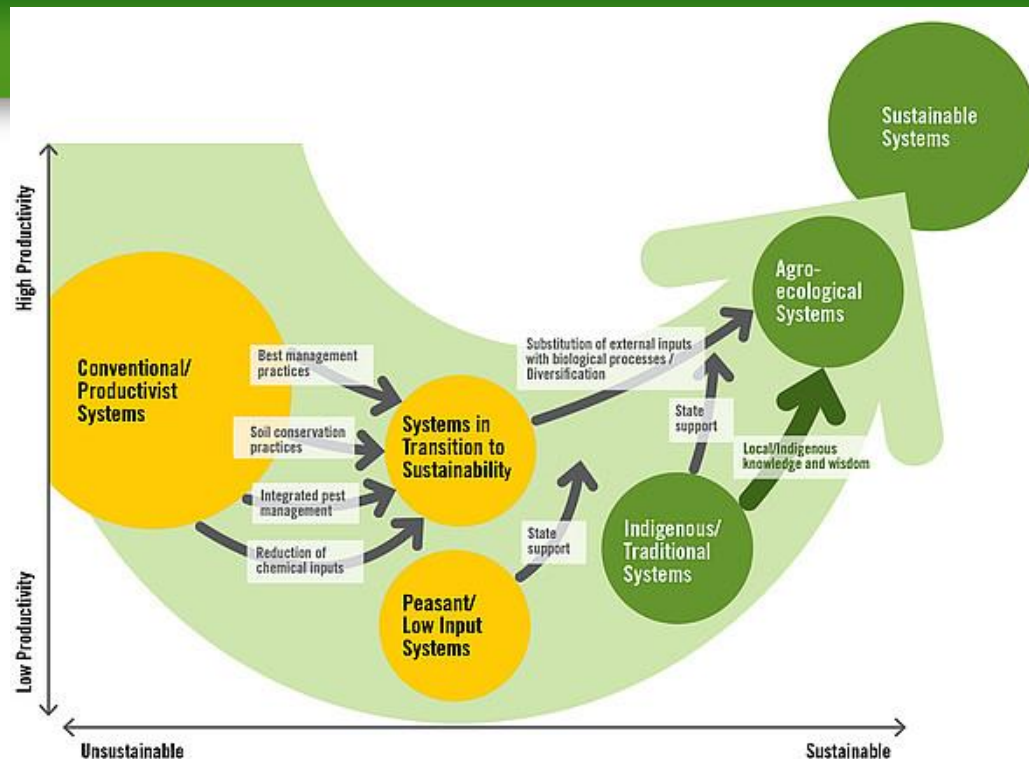 Sustainable
Systems
High Productivity
Agro-
ecological
Systems
Conventional/
Productivist
Systems
Best management
practices
Substitution of external inputs
with biological processes /
Diversification
Soil conservation
practices
Systems in
Transition to
Sustainability
State
support
Local/Indigenous
knowledge and wisdom
Integrated pest
management
Reduction of
chemical inputs
State
support
Indigenous/
Traditional
Systems
Peasant/
Low Input
Systems
Low Productivity
Unsustainable
Sustainable